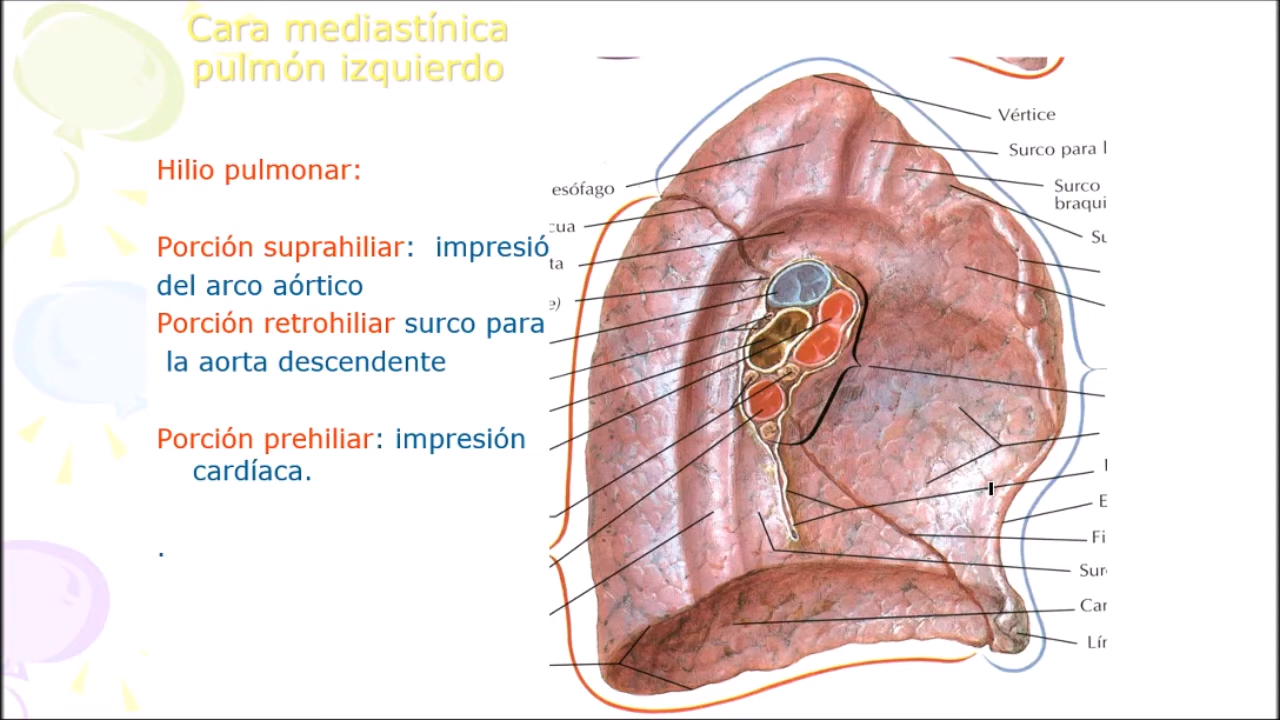 Cara mediastínica
pulmón izquierdo
Hilio pulmonar:
Porción suprahiliar: impresió
del arco aórtico
Porción retrohiliar surco para
la aorta descendente
Porción prehiliar: impresión
cardíaca.
.
esófago
cua
ta
e)
Vértice
Surco para l
Surco
braqui
Su
E
Fi
Sur
Car
Lín